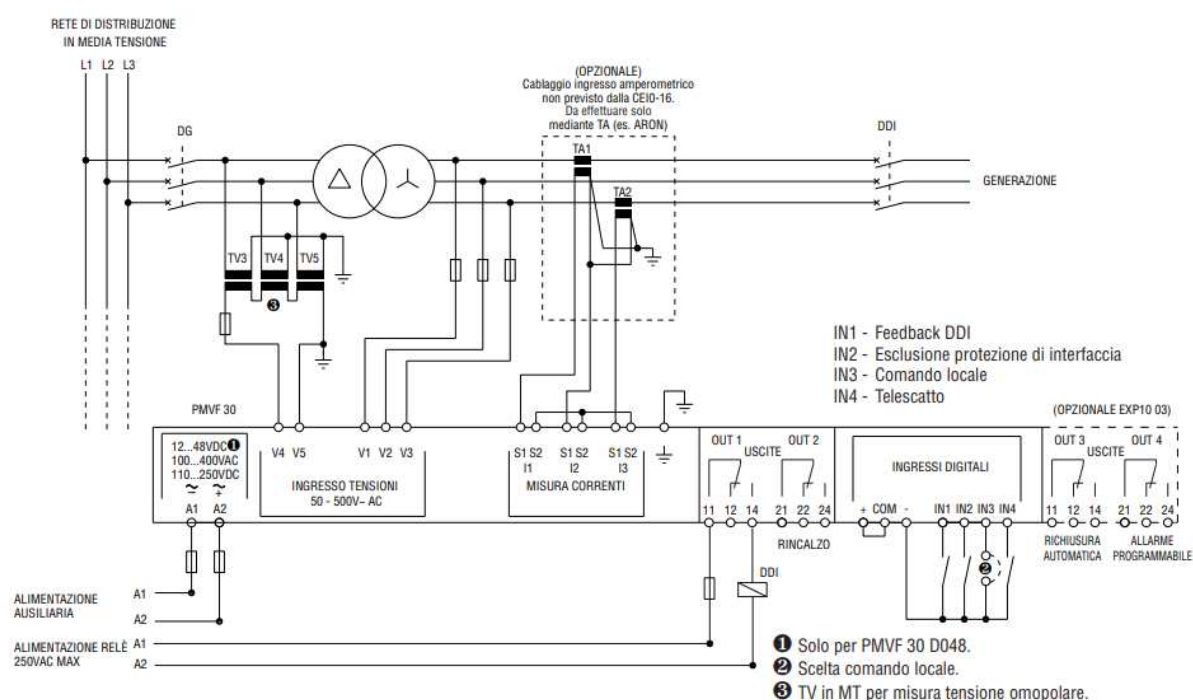 RETE DI DISTRIBUZIONE
IN MEDIA TENSIONE
L1 L2 L3
DG
(OPZIONALE)
Cablaggio ingresso amperometrico
non previsto dalla CEI0-16.
Da effettuare solo
mediante TA (es. ARON)
TA1
TA2
DDI
GENERAZIONE
TV3 TV4 TV5
❸
IN1 - Feedback DDI
IN2 - Esclusione protezione di interfaccia
IN3 - Comando locale
IN4 - Telescatto
PMVF 30
(OPZIONALE EXP10 03)
12...48VDC❶
100...400VAC
110...250VDC
~ ~
− +
A1 A2
V4 V5 V1 V2 V3
INGRESSO TENSIONI
50 - 500V~ AC
S1 S2 S1 S2 S1 S2
I1 I2 I3
MISURA CORRENTI
OUT 1 OUT 2
USCITE
11 12 14 21 22 24
RINCALZO
INGRESSI DIGITALI
+ COM - IN1 IN2 IN3 IN4
❷
OUT 3 OUT 4
USCITE
11 12 14 21 22 24
RICHIUSURA
AUTOMATICA
ALLARME
PROGRAMMABILE
DDI
ALIMENTAZIONE
AUSILIARIA
A1
A2
ALIMENTAZIONE RELÈ
250VAC MAX
A1
A2
❶ Solo per PMVF 30 D048.
❷ Scelta comando locale.
❸ TV in MT per misura tensione omopolare.